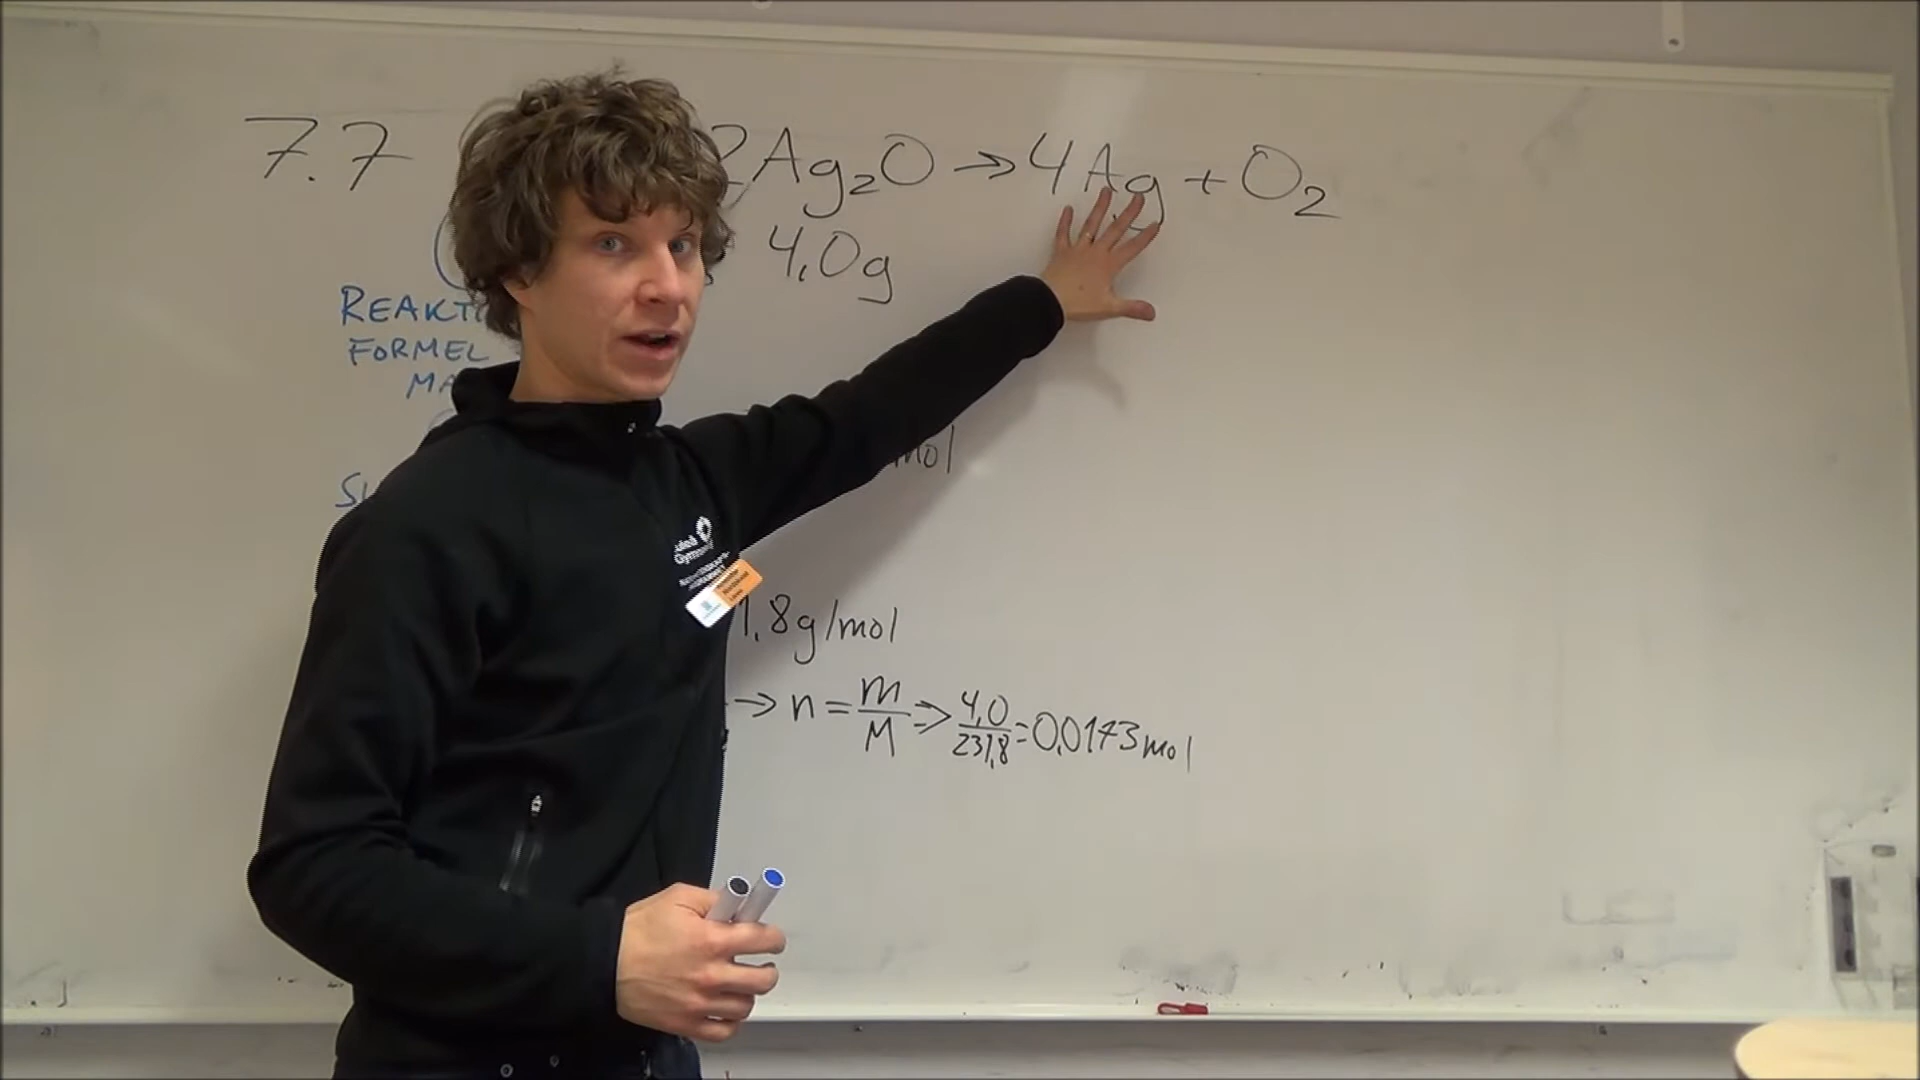 7.7 2Ag₂O → 4Ag + O₂
4,0g
REAKT
FORMEL
MA
mol
1,8g/mol
→ n = m/M ⇒ 4,0/231,8 = 0,0173 mol